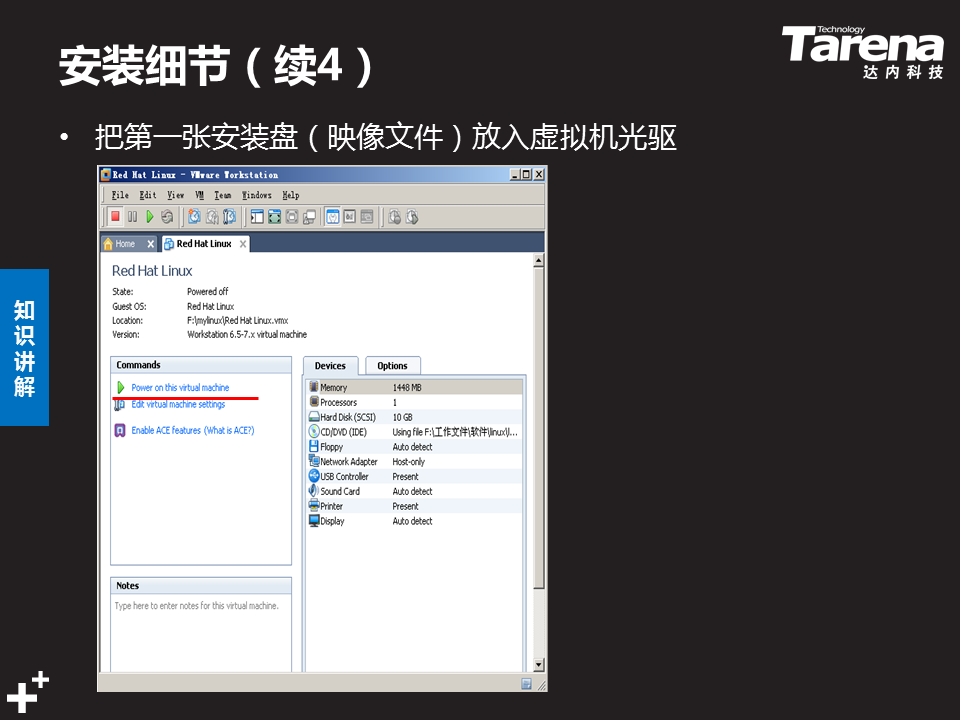 安装细节（续4）
Technology
Tarena
达内科技
• 把第一张安装盘（映像文件）放入虚拟机光驱
知识讲解
Red Hat Linux - VMware Workstation
File Edit View VM Team Windows Help
Home Red Hat Linux
Red Hat Linux
State: Powered off
Guest OS: Red Hat Linux
Location: F:\mylinux\Red Hat Linux.vmx
Version: Workstation 6.5-7.x virtual machine
Commands
Power on this virtual machine
Edit virtual machine settings
Enable ACE features (What is ACE?)
Devices Options
Memory 1448 MB
Processors 1
Hard Disk (SCSI) 10 GB
CD/DVD (IDE) Using file F:\工作文件\软件\linux\l...
Floppy Auto detect
Network Adapter Host-only
USB Controller Present
Sound Card Auto detect
Printer Present
Display Auto detect
Notes
Type here to enter notes for this virtual machine.